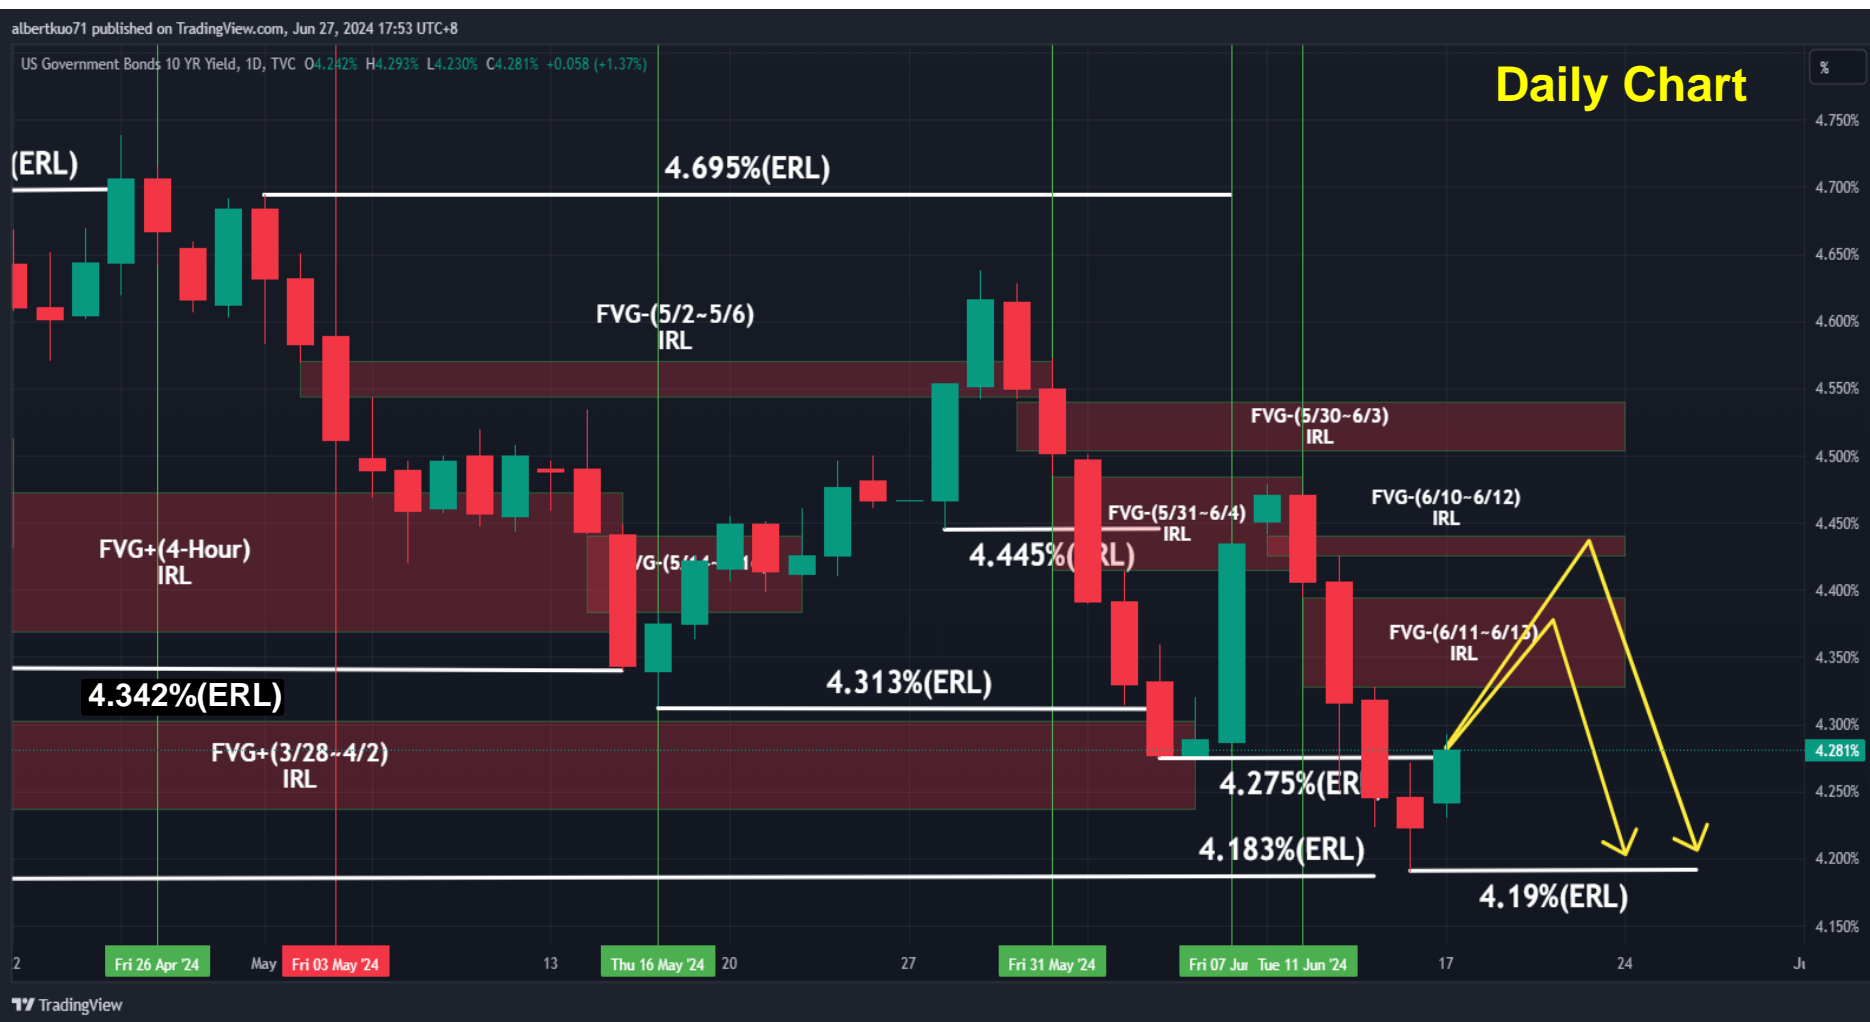 albertkuo71 published on TradingView.com, Jun 27, 2024 17:53 UTC+8
US Government Bonds 10 YR Yield, 1D, TVC O4.242% H4.293% L4.230% C4.281% +0.058 (+1.37%)
%
Daily Chart
4.750%
(ERL)
4.695%(ERL)
4.700%
4.650%
FVG-(5/2~5/6)
IRL
4.600%
4.550%
FVG-(5/30~6/3)
IRL
4.500%
FVG-(6/10~6/12)
IRL
FVG-(5/31~6/4)
IRL
4.450%
FVG+(4-Hour)
IRL
4.445%(ERL)
4.400%
FVG-(6/11~6/13)
IRL
4.350%
4.342%(ERL)
4.313%(ERL)
4.300%
FVG+(3/28~4/2)
IRL
4.281%
4.275%(ER
4.250%
4.183%(ERL)
4.200%
4.19%(ERL)
4.150%
2 Fri 26 Apr '24 May Fri 03 May '24 13 Thu 16 May '24 20 27 Fri 31 May '24 Fri 07 Jun Tue 11 Jun '24 17 24
TradingView